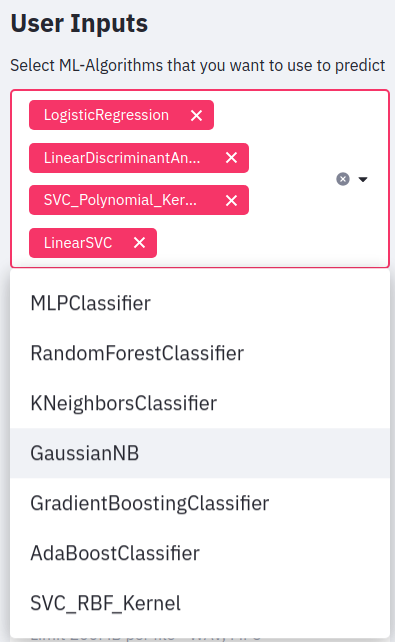 User Inputs
Select ML-Algorithms that you want to use to predict
LogisticRegression
LinearDiscriminantAn...
SVC_Polynomial_Ker...
LinearSVC
MLPClassifier
RandomForestClassifier
KNeighborsClassifier
GaussianNB
GradientBoostingClassifier
AdaBoostClassifier
SVC_RBF_Kernel